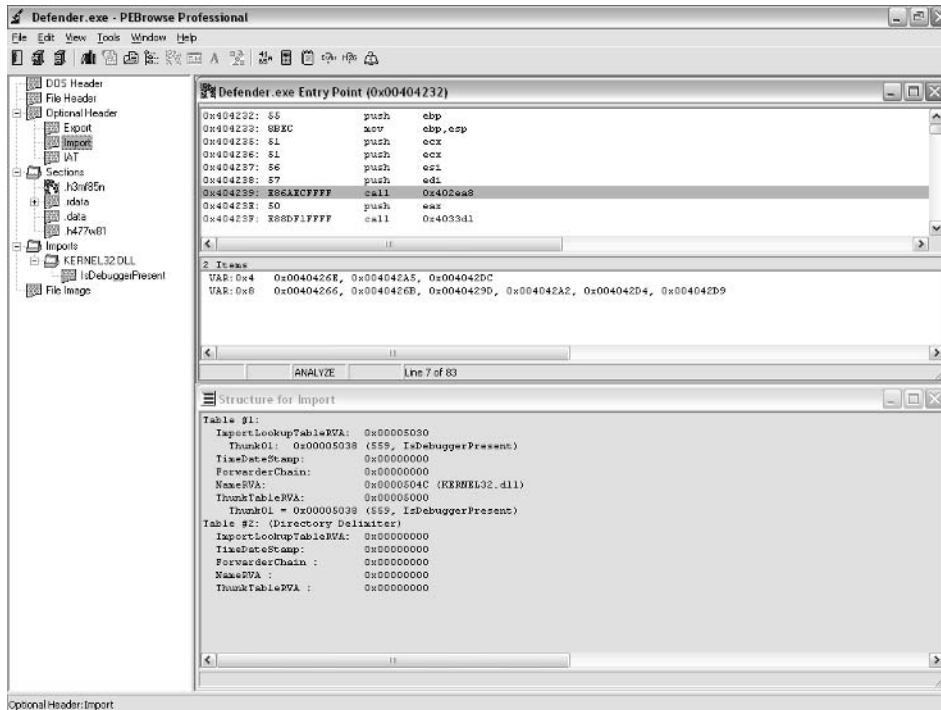 Defender.exe - PEBrowse Professional
File Edit View Tools Window Help
DOS Header
File Header
Optional Header
Export
Import
IAT
Sections
.h3mf85n
.rdata
.data
.h477w81
Imports
KERNEL32.DLL
IsDebuggerPresent
File Image
Defender.exe Entry Point (0x00404232)
0x404232: 55 push ebp
0x404233: 8BEC mov ebp,esp
0x404235: 51 push ecx
0x404236: 51 push ecx
0x404237: 56 push esi
0x404238: 57 push edi
0x404239: E86AECFFFF call 0x402ea8
0x40423E: 50 push eax
0x40423F: E88DF1FFFF call 0x4033d1
2 Items
VAR:0x4 0x0040426E, 0x004042A5, 0x004042DC
VAR:0x8 0x00404266, 0x0040426B, 0x0040429D, 0x004042A2, 0x004042D4, 0x004042D9
ANALYZE Line 7 of 83
Structure for Import
Table #1:
ImportLookupTableRVA: 0x00005030
Thunk01: 0x00005038 (559, IsDebuggerPresent)
TimeDateStamp: 0x00000000
ForwarderChain: 0x00000000
NameRVA: 0x0000504C (KERNEL32.dll)
ThunkTableRVA: 0x00005000
Thunk01 = 0x00005038 (559, IsDebuggerPresent)
Table #2: (Directory Delimiter)
ImportLookupTableRVA: 0x00000000
TimeDateStamp: 0x00000000
ForwarderChain : 0x00000000
NameRVA : 0x00000000
ThunkTableRVA : 0x00000000
Optional Header:Import